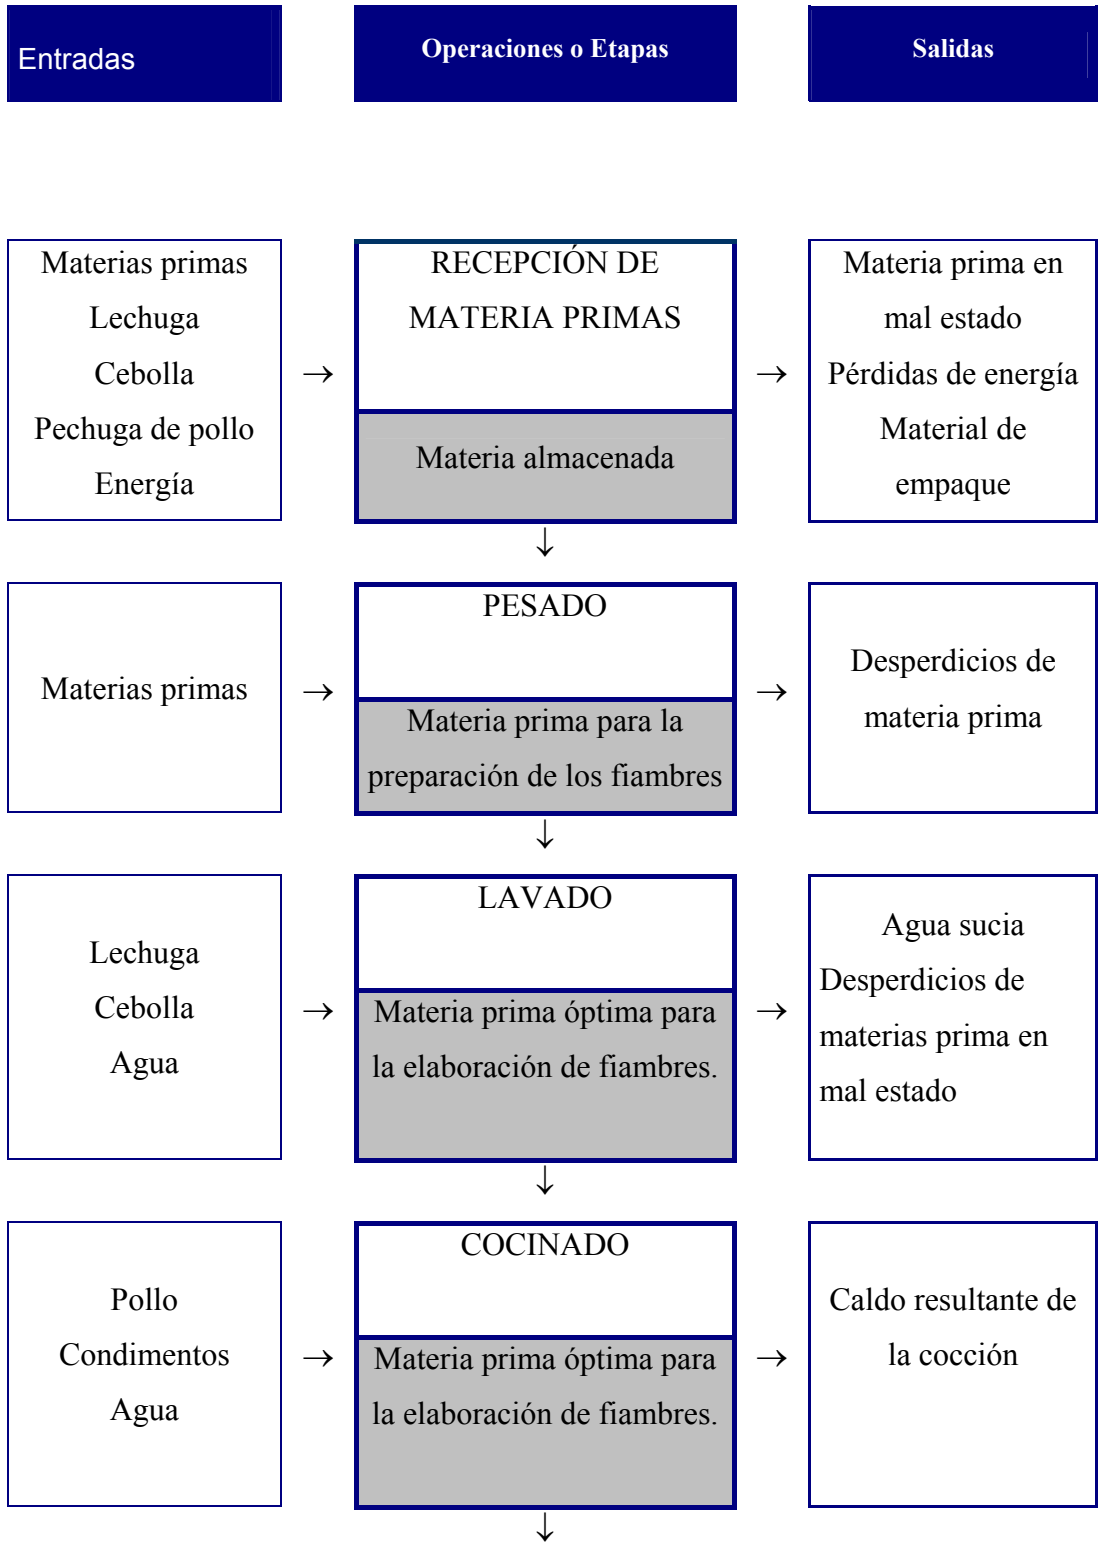 Entradas
Operaciones o Etapas
Salidas
Materias primas
Lechuga
Cebolla
Pechuga de pollo
Energía
→
RECEPCIÓN DE
MATERIA PRIMAS
Materia almacenada
→
Materia prima en
mal estado
Pérdidas de energía
Material de
empaque
↓
Materias primas
→
PESADO
Materia prima para la
preparación de los fiambres
→
Desperdicios de
materia prima
↓
Lechuga
Cebolla
Agua
→
LAVADO
Materia prima óptima para
la elaboración de fiambres.
→
Agua sucia
Desperdicios de
materias prima en
mal estado
↓
Pollo
Condimentos
Agua
→
COCINADO
Materia prima óptima para
la elaboración de fiambres.
→
Caldo resultante de
la cocción
↓